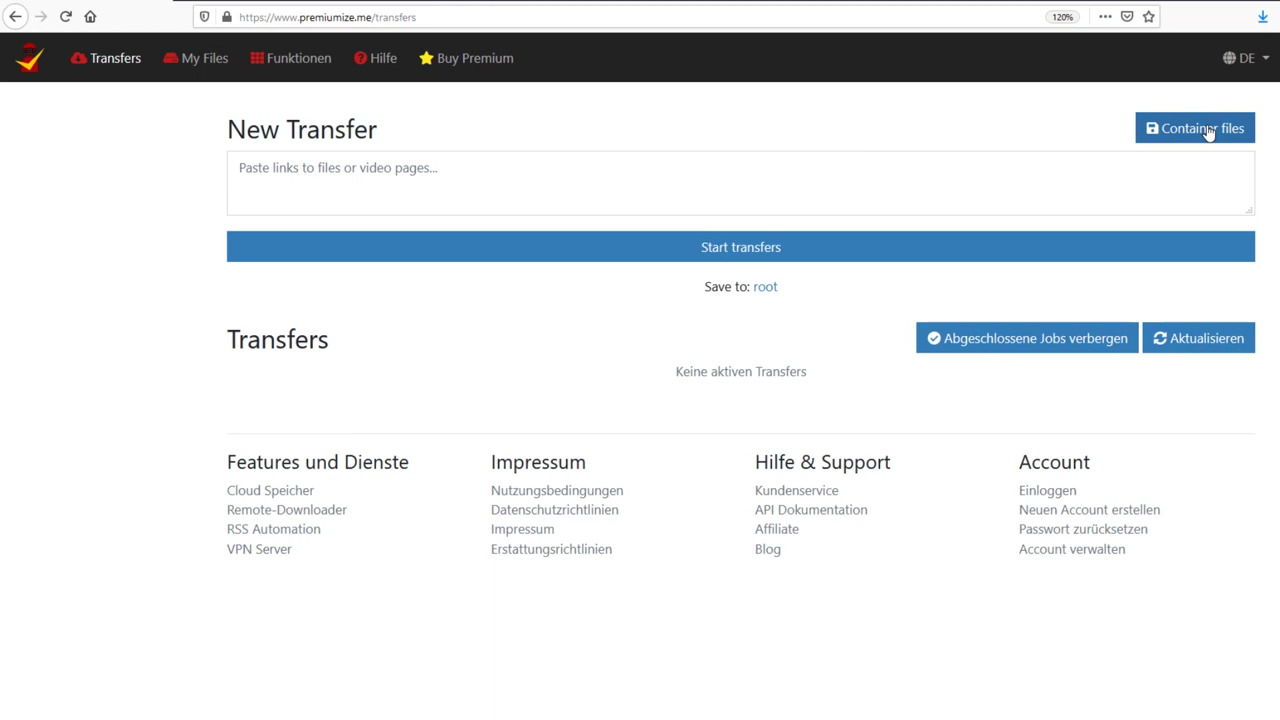 https://www.premiumize.me/transfers
120%
Transfers
My Files
Funktionen
Hilfe
Buy Premium
DE
New Transfer
Container files
Paste links to files or video pages...
Start transfers
Save to: root
Transfers
Abgeschlossene Jobs verbergen
Aktualisieren
Keine aktiven Transfers
Features und Dienste
Cloud Speicher
Remote-Downloader
RSS Automation
VPN Server
Impressum
Nutzungsbedingungen
Datenschutzrichtlinien
Impressum
Erstattungsrichtlinien
Hilfe & Support
Kundenservice
API Dokumentation
Affiliate
Blog
Account
Einloggen
Neuen Account erstellen
Passwort zurücksetzen
Account verwalten